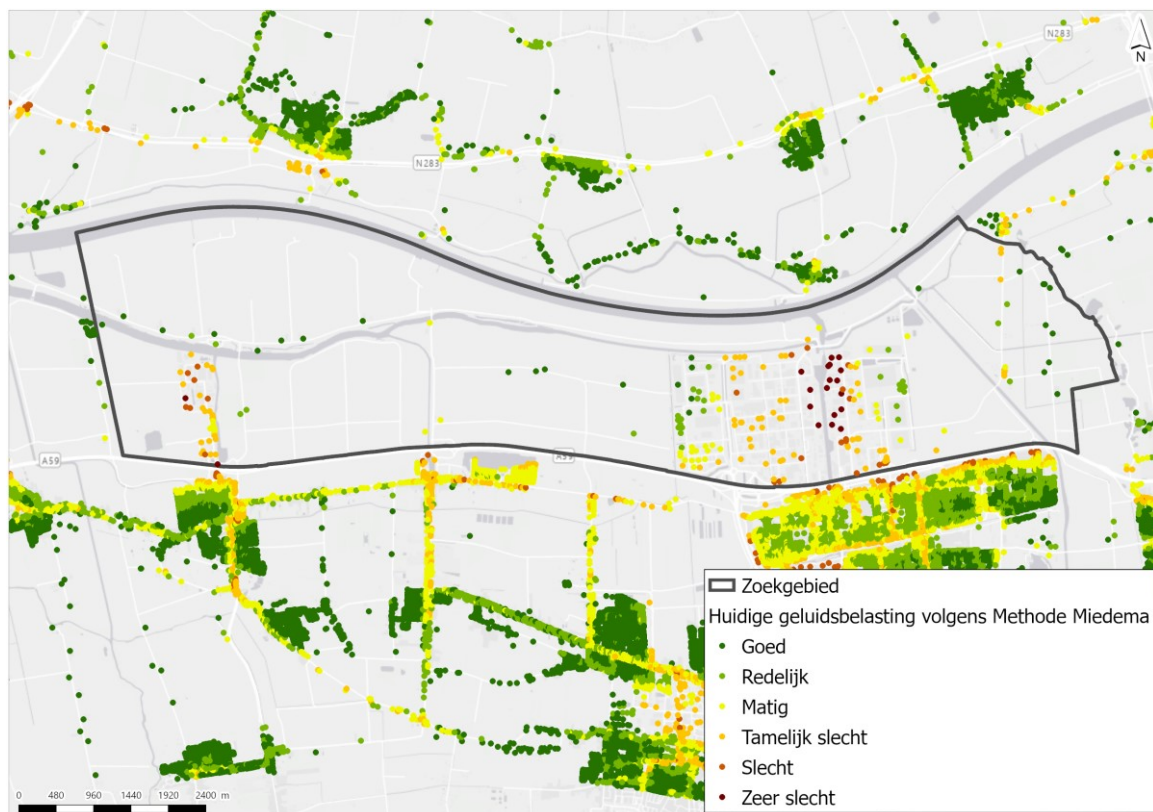 N283
N
N283
N283
A59
A59
Zoekgebied
Huidige geluidsbelasting volgens Methode Miedema
Goed
Redelijk
Matig
Tamelijk slecht
Slecht
Zeer slecht
0 480 960 1440 1920 2400 m